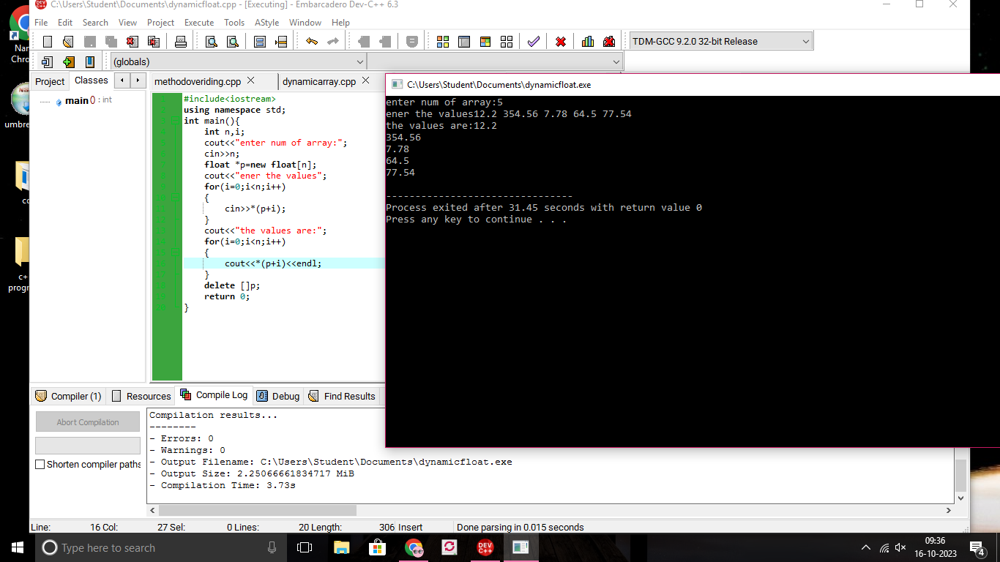 C:\Users\Student\Documents\dynamicfloat.cpp - [Executing] - Embarcadero Dev-C++ 6.3
File Edit Search View Project Execute Tools AStyle Window Help
TDM-GCC 9.2.0 32-bit Release
(globals)
Project Classes
methodoveriding.cpp dynamicarray.cpp
main () : int
#include<iostream>
using namespace std;
int main(){
int n,i;
cout<<"enter num of array:";
cin>>n;
float *p=new float[n];
cout<<"ener the values";
for(i=0;i<n;i++)
{
cin>>*(p+i);
}
cout<<"the values are:";
for(i=0;i<n;i++)
{
cout<<*(p+i)<<endl;
}
delete []p;
return 0;
}
C:\Users\Student\Documents\dynamicfloat.exe
enter num of array:5
ener the values12.2 354.56 7.78 64.5 77.54
the values are:12.2
354.56
7.78
64.5
77.54
--------------------------------
Process exited after 31.45 seconds with return value 0
Press any key to continue . . .
Compiler (1) Resources Compile Log Debug Find Results
Abort Compilation
Shorten compiler paths
Compilation results...
--------
- Errors: 0
- Warnings: 0
- Output Filename: C:\Users\Student\Documents\dynamicfloat.exe
- Output Size: 2.25066661834717 MiB
- Compilation Time: 3.73s
Line: 16 Col: 27 Sel: 0 Lines: 20 Length: 306 Insert Done parsing in 0.015 seconds
Type here to search
DEV C++
09:36
16-10-2023
4